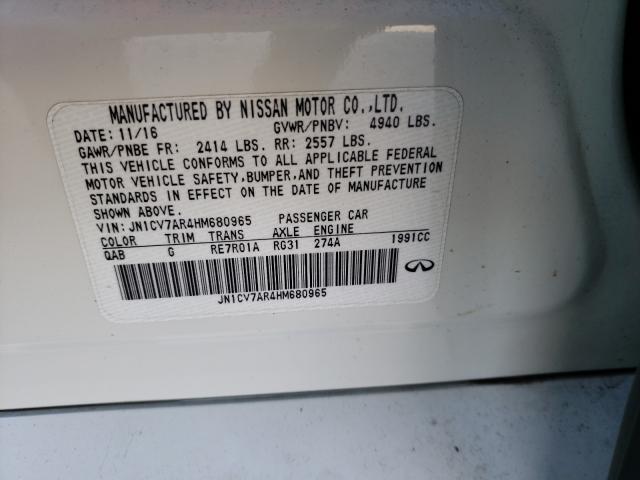 MANUFACTURED BY NISSAN MOTOR CO.,LTD.
DATE: 11/16 GVWR/PNBV: 4940 LBS.
GAWR/PNBE FR: 2414 LBS. RR: 2557 LBS.
THIS VEHICLE CONFORMS TO ALL APPLICABLE FEDERAL
MOTOR VEHICLE SAFETY,BUMPER,AND THEFT PREVENTION
STANDARDS IN EFFECT ON THE DATE OF MANUFACTURE
SHOWN ABOVE.
VIN: JN1CV7AR4HM680965 PASSENGER CAR
COLOR TRIM TRANS AXLE ENGINE
QAB G RE7R01A RG31 274A 1991CC
JN1CV7AR4HM680965